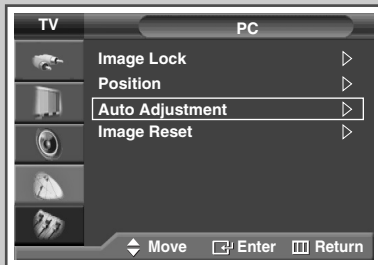 TV
PC
Image Lock
Position
Auto Adjustment
Image Reset
Move Enter Return